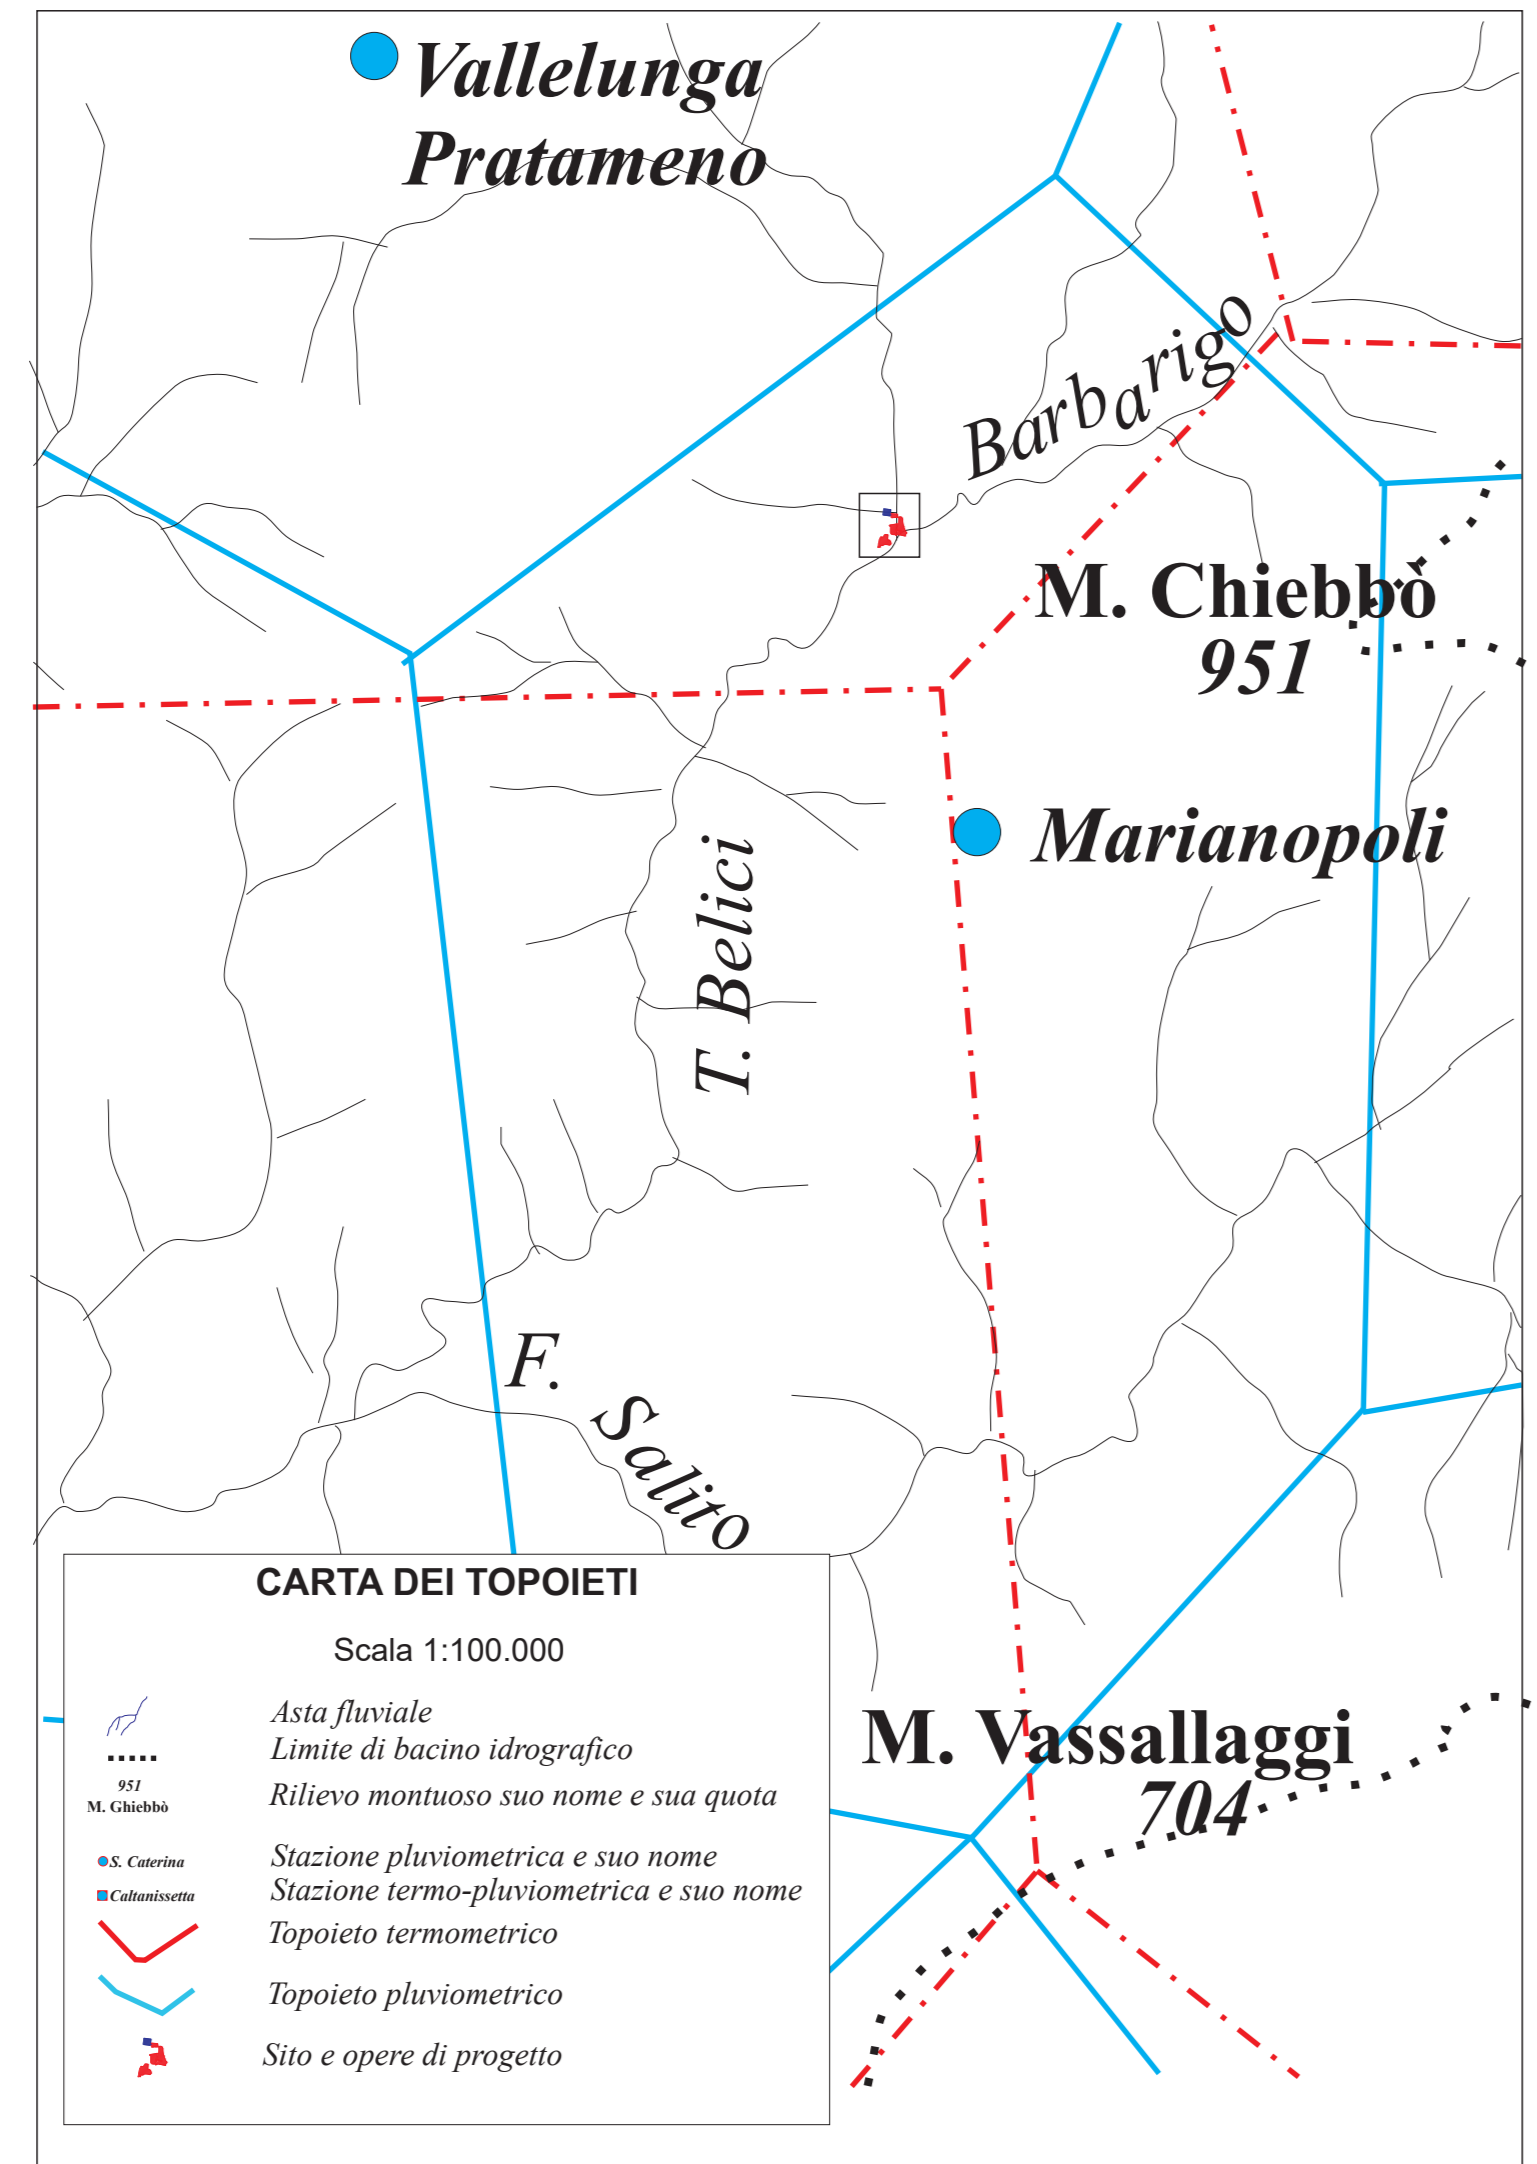 Vallelunga
Pratameno
Barbarigo
M. Chiebbò
951
Marianopoli
T. Belici
F. Salito
CARTA DEI TOPOIETI
Scala 1:100.000
Asta fluviale
Limite di bacino idrografico
951
M. Ghiebbò
Rilievo montuoso suo nome e sua quota
S. Caterina
Stazione pluviometrica e suo nome
Caltanissetta
Stazione termo-pluviometrica e suo nome
Topoieto termometrico
Topoieto pluviometrico
Sito e opere di progetto
M. Vassallaggi
704